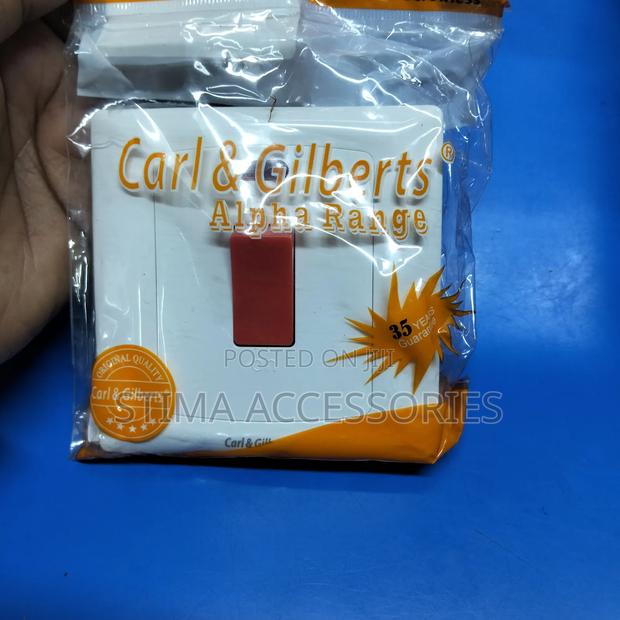 Carl & Gilberts®
Alpha Range
35 YEARS
Guarantee
POSTED ON JIJI
ORIGINAL QUALITY
Carl & Gilberts®
STIMA ACCESSORIES
Carl & Gilb